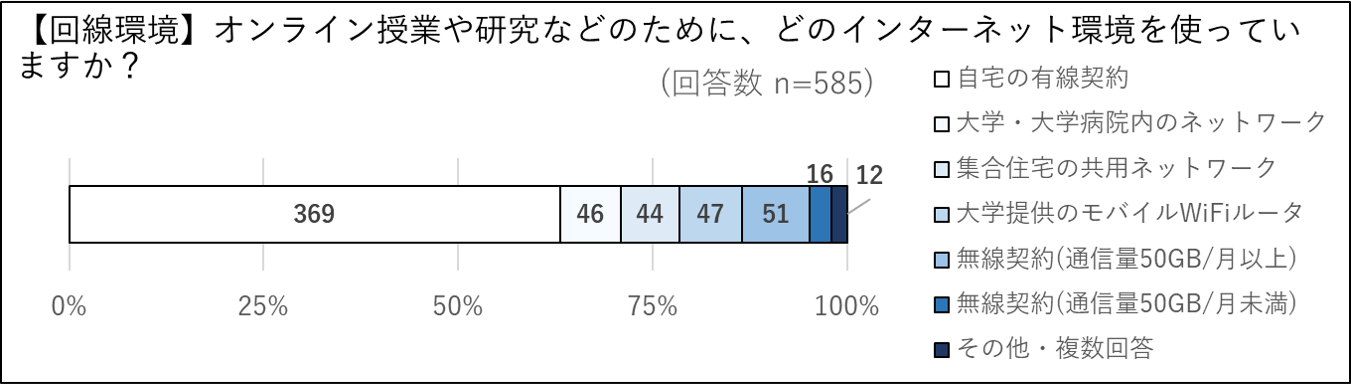 【回線環境】オンライン授業や研究などのために、どのインターネット環境を使ってい
ますか？
(回答数 n=585)
自宅の有線契約
大学・大学病院内のネットワーク
集合住宅の共用ネットワーク
大学提供のモバイルWiFiルータ
無線契約(通信量50GB/月以上)
無線契約(通信量50GB/月未満)
その他・複数回答
369 46 44 47 51 16 12
0% 25% 50% 75% 100%